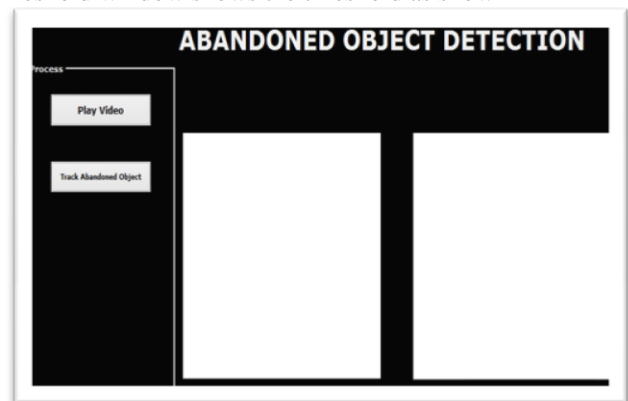 ABANDONED OBJECT DETECTION
Process
Play Video
Track Abandoned Object